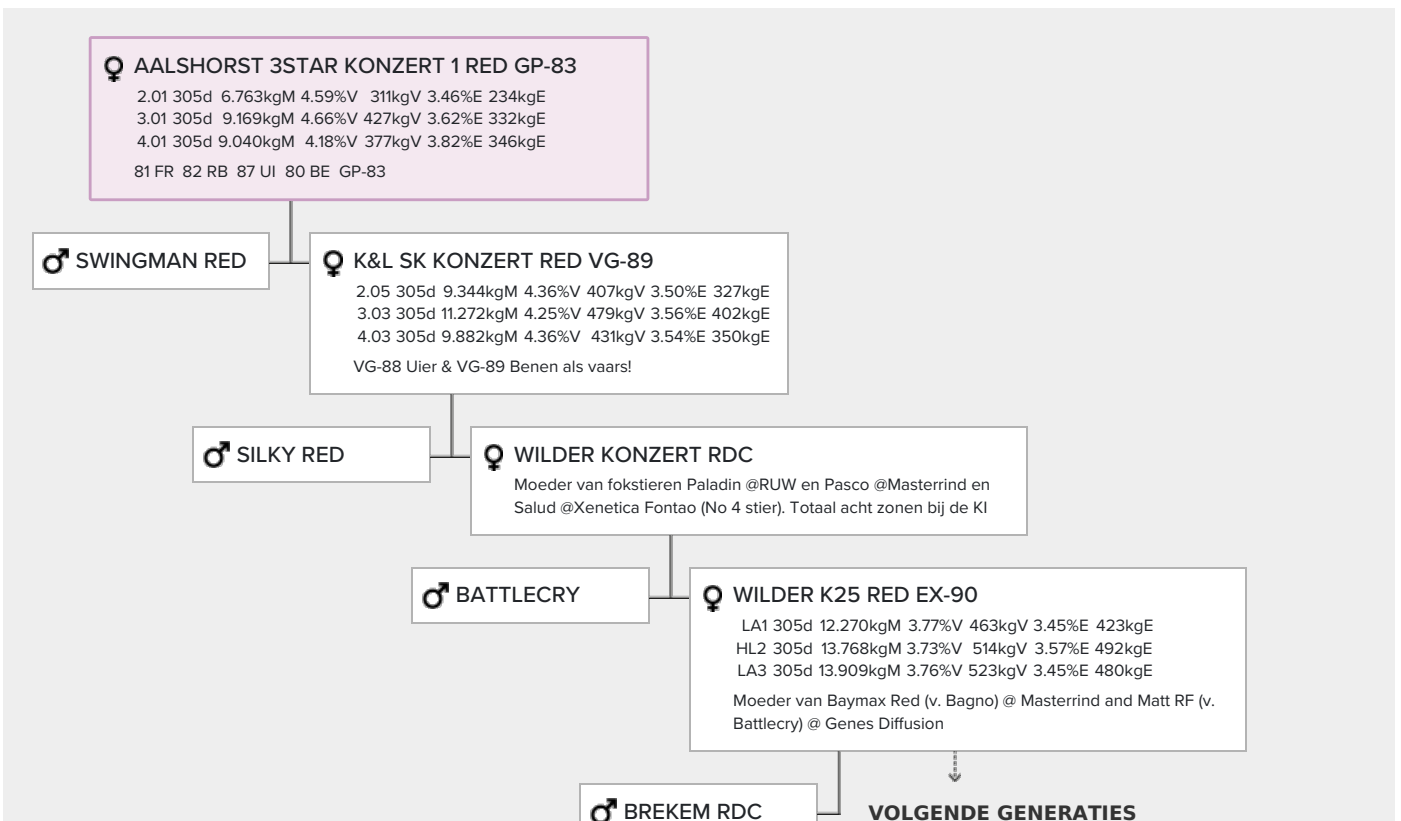 AALSHORST 3STAR KONZERT 1 RED GP-83
2.01 305d 6.763kgM 4.59%V 311kgV 3.46%E 234kgE
3.01 305d 9.169kgM 4.66%V 427kgV 3.62%E 332kgE
4.01 305d 9.040kgM 4.18%V 377kgV 3.82%E 346kgE
81 FR 82 RB 87 UI 80 BE GP-83
SWINGMAN RED
K&L SK KONZERT RED VG-89
2.05 305d 9.344kgM 4.36%V 407kgV 3.50%E 327kgE
3.03 305d 11.272kgM 4.25%V 479kgV 3.56%E 402kgE
4.03 305d 9.882kgM 4.36%V 431kgV 3.54%E 350kgE
VG-88 Uier & VG-89 Benen als vaars!
SILKY RED
WILDER KONZERT RDC
Moeder van fokstieren Paladin @RUW en Pasco @Masterrind en
Salud @Xenetica Fontao (No 4 stier). Totaal acht zonen bij de KI
BATTLECRY
WILDER K25 RED EX-90
LA1 305d 12.270kgM 3.77%V 463kgV 3.45%E 423kgE
HL2 305d 13.768kgM 3.73%V 514kgV 3.57%E 492kgE
LA3 305d 13.909kgM 3.76%V 523kgV 3.45%E 480kgE
Moeder van Baymax Red (v. Bagno) @ Masterrind and Matt RF (v.
Battlecry) @ Genes Diffusion
BREKEM RDC
VOLGENDE GENERATIES